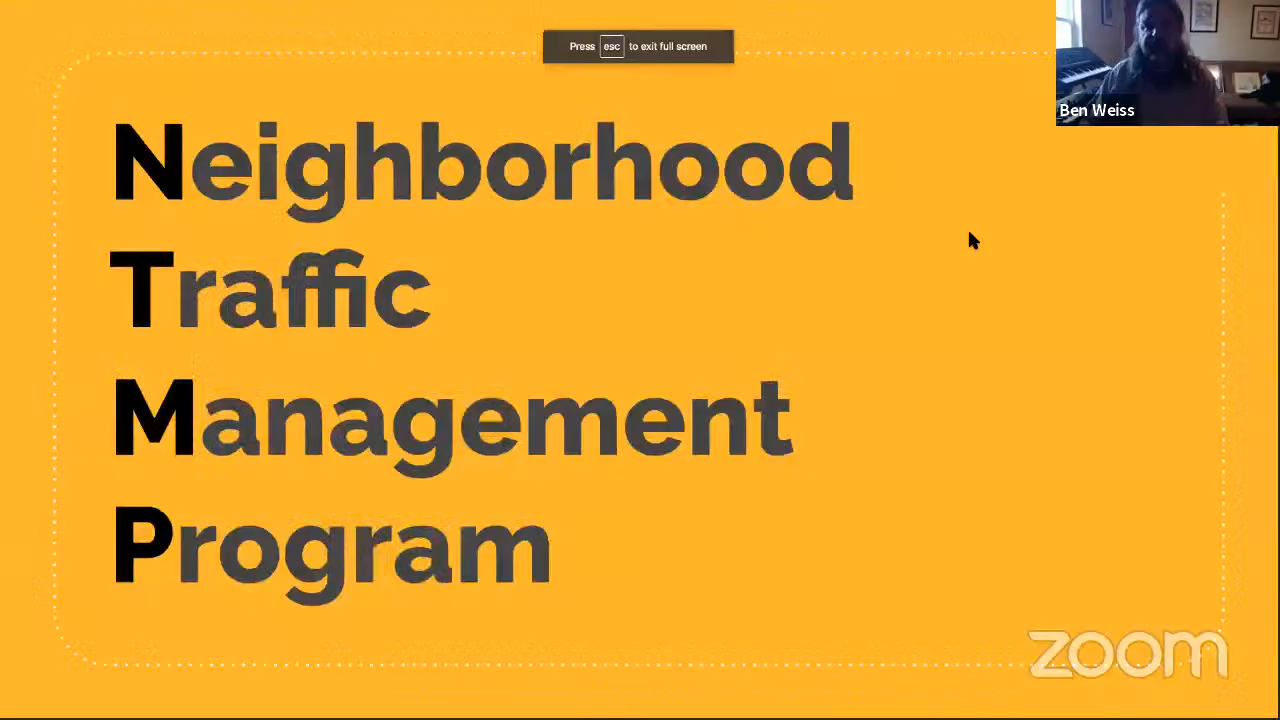 Press esc to exit full screen
Ben Weiss
Neighborhood
Traffic
Management
Program
zoom